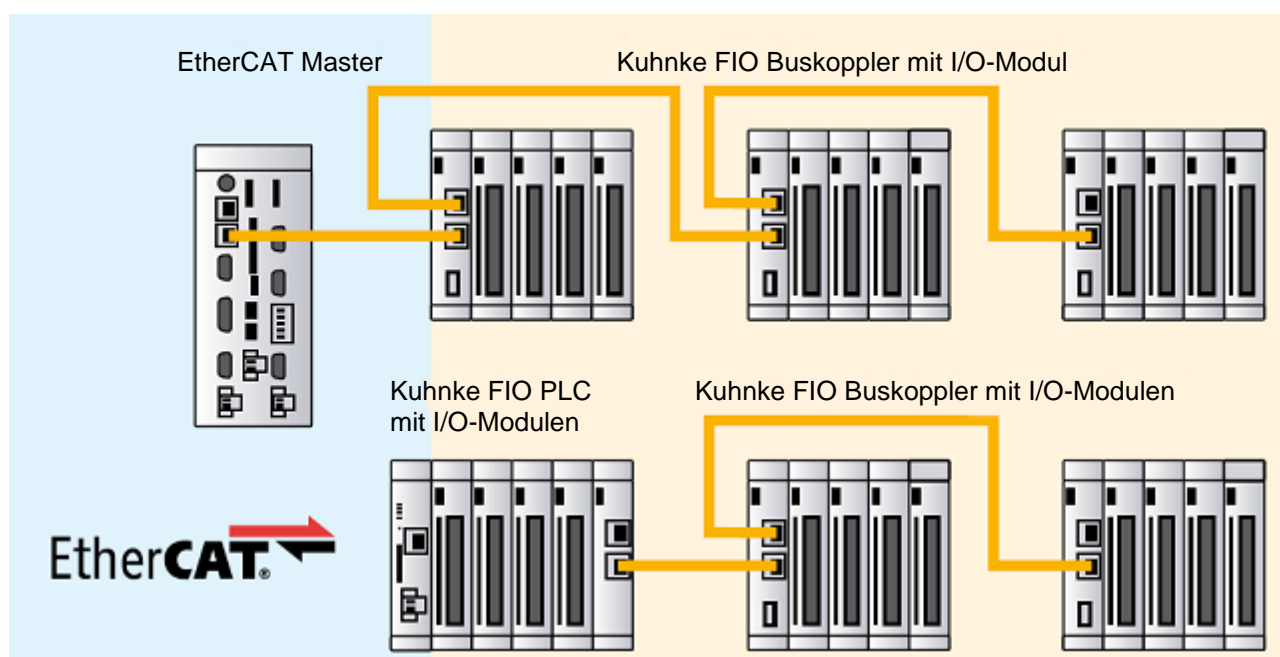 EtherCAT Master
Kuhnke FIO Buskoppler mit I/O-Modul
Kuhnke FIO PLC
mit I/O-Modulen
Kuhnke FIO Buskoppler mit I/O-Modulen
EtherCAT®